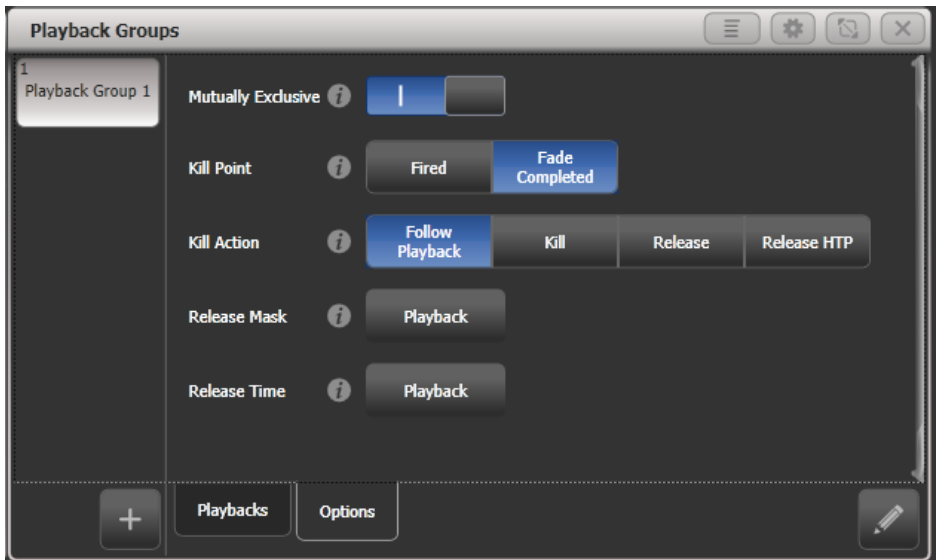 Playback Groups
1
Playback Group 1
Mutually Exclusive i
Kill Point i
Fired
Fade
Completed
Kill Action i
Follow
Playback
Kill
Release
Release HTP
Release Mask i
Playback
Release Time i
Playback
Playbacks
Options